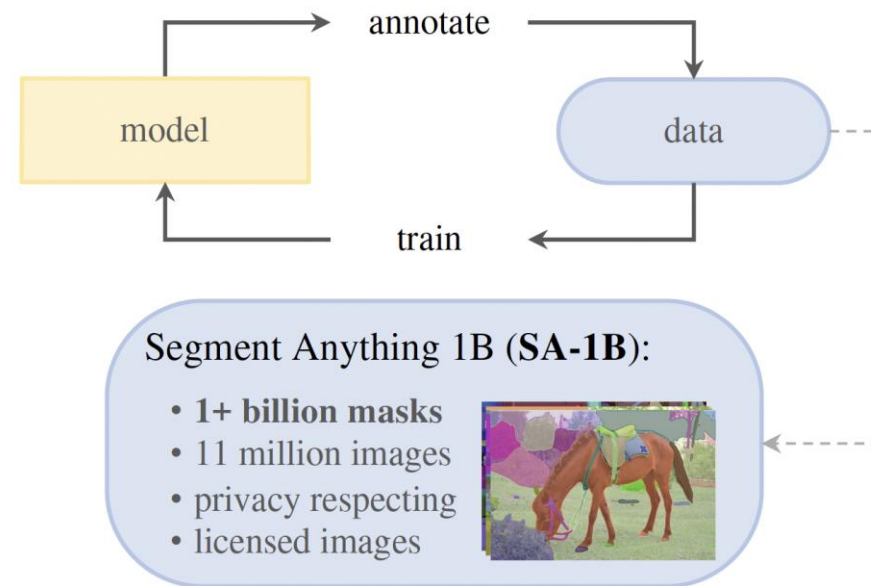 annotate
model
data
train
Segment Anything 1B (SA-1B):
• 1+ billion masks
• 11 million images
• privacy respecting
• licensed images